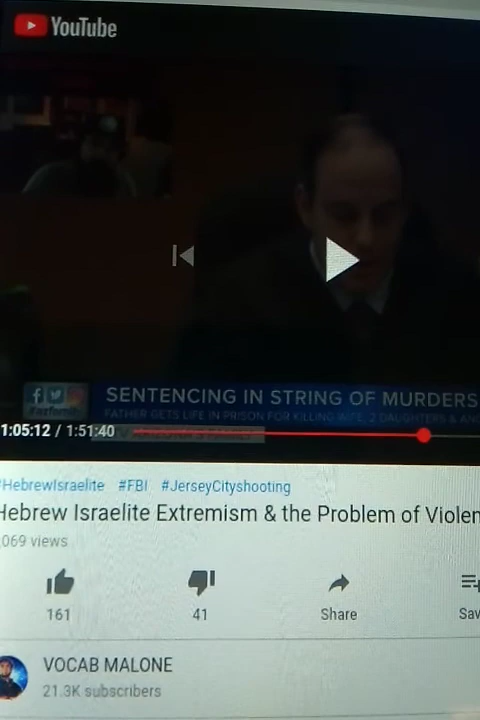 YouTube
SENTENCING IN STRING OF MURDERS
FATHER GETS LIFE IN PRISON FOR KILLING WIFE, 2 DAUGHTERS &
1:05:12 / 1:51:40
#HebrewIsraelite #FBI #JerseyCityshooting
Hebrew Israelite Extremism & the Problem of Violen
,069 views
161
41
Share
Sav
VOCAB MALONE
21.3K subscribers